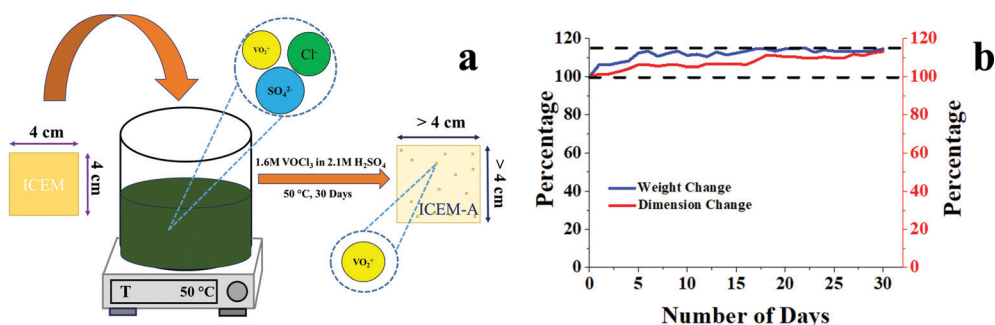 a
VO₂⁺
Cl⁻
SO₄²⁻
4 cm
ICEM
4 cm
1.6M VOCl₃ in 2.1M H₂SO₄
50 °C, 30 Days
> 4 cm
> 4 cm
ICEM-A
VO₂⁺
T 50 °C
b
Percentage
120
100
80
60
40
20
0
Weight Change
Dimension Change
0 5 10 15 20 25 30
Number of Days
120
100
80
60
40
20
0
Percentage